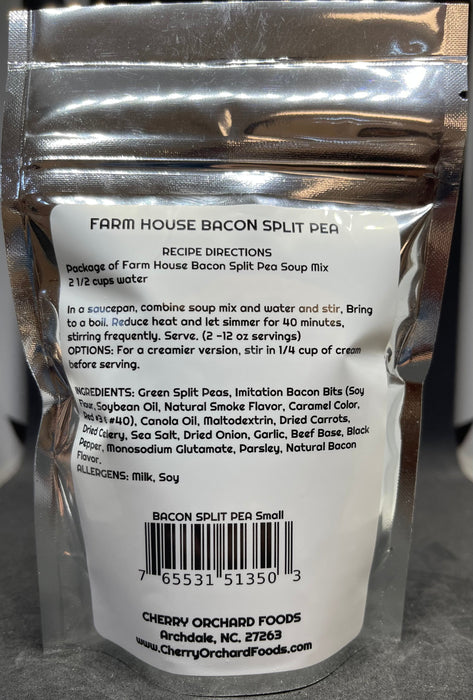 FARM HOUSE BACON SPLIT PEA
RECIPE DIRECTIONS
Package of Farm House Bacon Split Pea Soup Mix
2 1/2 cups water
In a saucepan, combine soup mix and water and stir, Bring
to a boil. Reduce heat and let simmer for 40 minutes,
stirring frequently. Serve. (2 -12 oz servings)
OPTIONS: For a creamier version, stir in 1/4 cup of cream
before serving.
INGREDIENTS: Green Split Peas, Imitation Bacon Bits (Soy
Flour, Soybean Oil, Natural Smoke Flavor, Caramel Color,
Red #3 & #40), Canola Oil, Maltodextrin, Dried Carrots,
Dried Celery, Sea Salt, Dried Onion, Garlic, Beef Base, Black
Pepper, Monosodium Glutamate, Parsley, Natural Bacon
Flavor.
ALLERGENS: Milk, Soy
BACON SPLIT PEA Small
7 65531 51350 3
CHERRY ORCHARD FOODS
Archdale, NC. 27263
www.CherryOrchardFoods.com